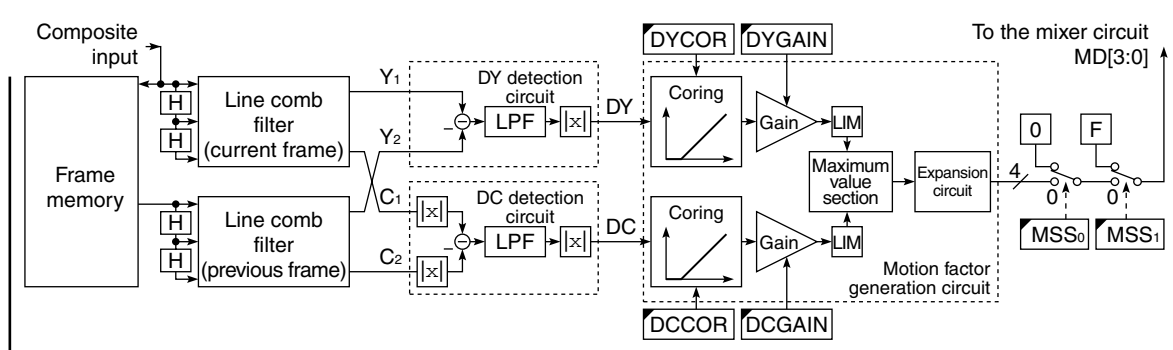 Composite
input
Frame
memory
H
H
Line comb
filter
(current frame)
H
H
Line comb
filter
(previous frame)
Y1
Y2
C1
C2
DY detection
circuit
−
LPF
|x|
DY
DC detection
circuit
|x|
|x|
−
LPF
|x|
DC
DYCOR
DYGAIN
Coring
Gain
LIM
Maximum
value
section
Expansion
circuit
Coring
Gain
LIM
Motion factor
generation circuit
DCCOR
DCGAIN
To the mixer circuit
MD[3:0]
4
0
F
0
0
MSS0
MSS1